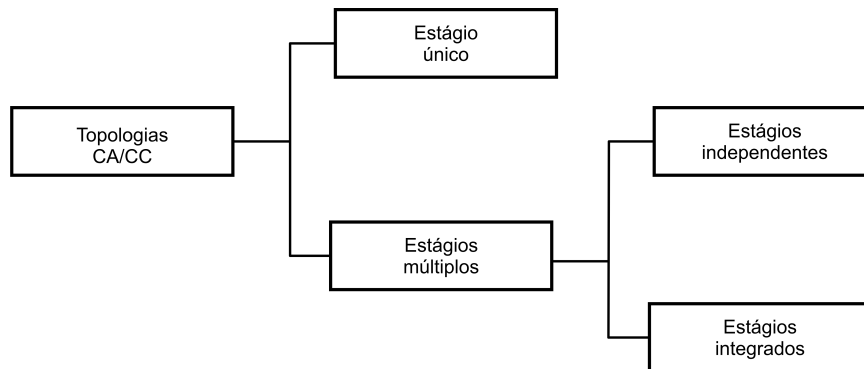 Estágio
único
Topologias
CA/CC
Estágios
independentes
Estágios
múltiplos
Estágios
integrados